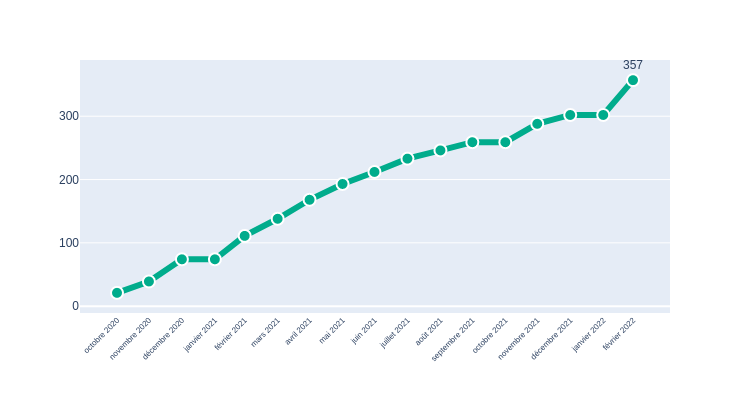 357
300
200
100
0
octobre 2020
novembre 2020
décembre 2020
janvier 2021
février 2021
mars 2021
avril 2021
mai 2021
juin 2021
juillet 2021
août 2021
septembre 2021
octobre 2021
novembre 2021
décembre 2021
janvier 2022
février 2022